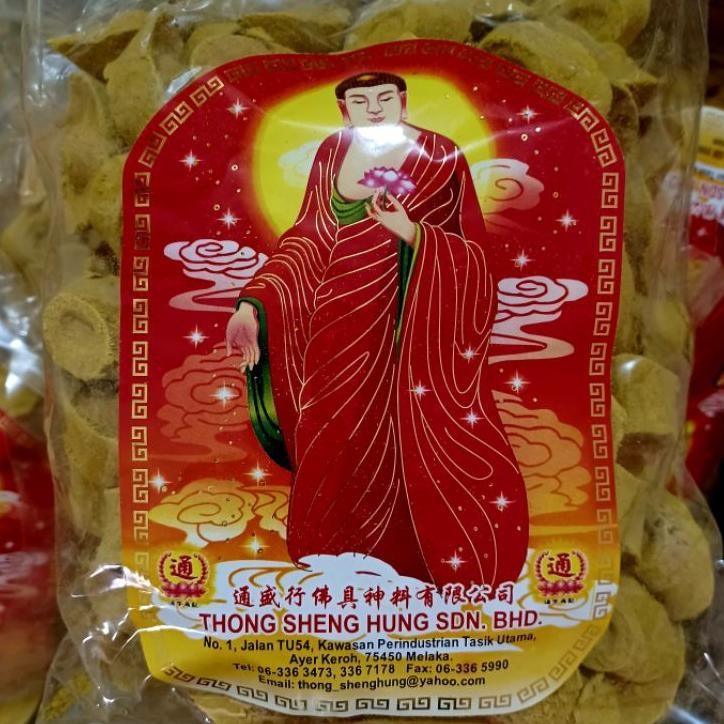 通
通
通盛行佛具神料有限公司
THONG SHENG HUNG SDN. BHD.
No. 1, Jalan TU54, Kawasan Perindustrian Tasik Utama,
Ayer Keroh, 75450 Melaka.
Tel: 06-336 3473, 336 7178 Fax: 06-336 5990
Email: thong_shenghung@yahoo.com